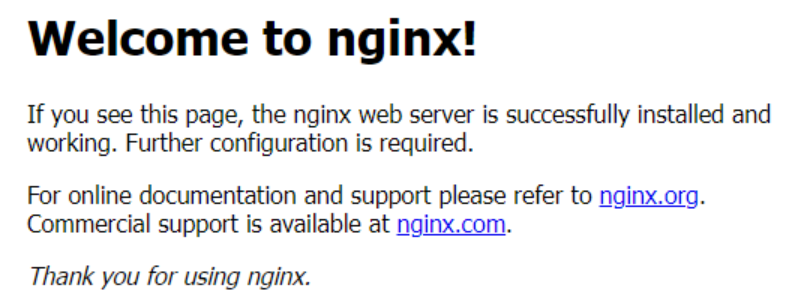 Welcome to nginx!
If you see this page, the nginx web server is successfully installed and
working. Further configuration is required.
For online documentation and support please refer to nginx.org.
Commercial support is available at nginx.com.
Thank you for using nginx.